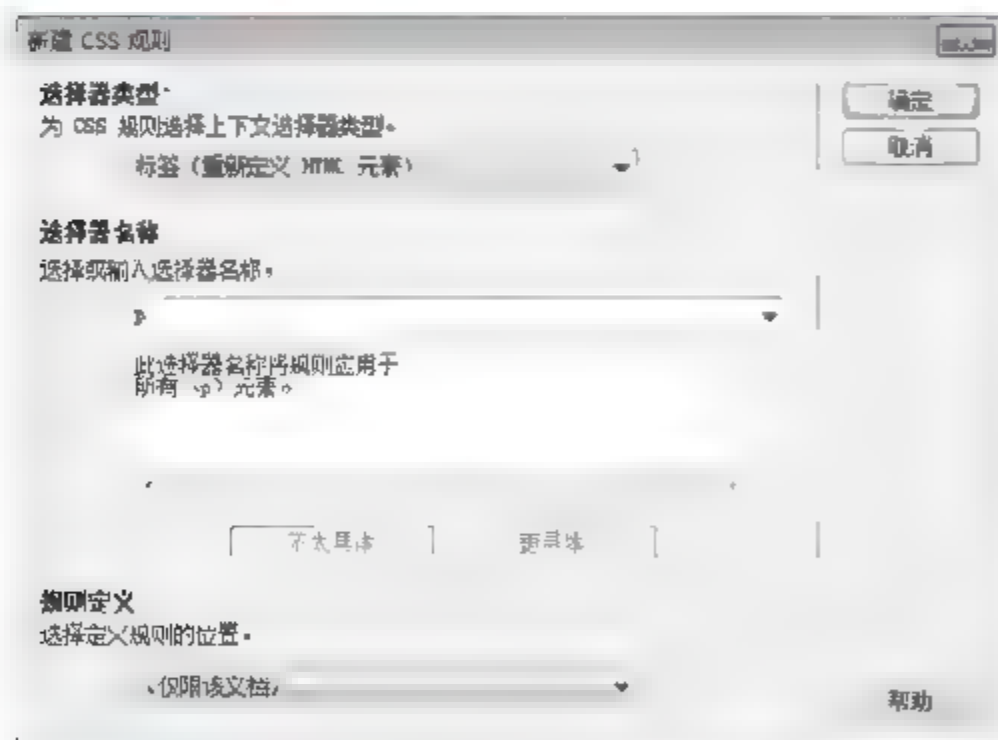 新建 CSS 规则
选择器类型:
为 CSS 规则选择上下文选择器类型。
标签（重新定义 HTML 元素）
确定
取消
选择器名称
选择或输入选择器名称。
p
此选择器名称将规则应用于
所有 〈p〉 元素。
不太具体
更具体
规则定义
选择定义规则的位置。
（仅限该文档）
帮助